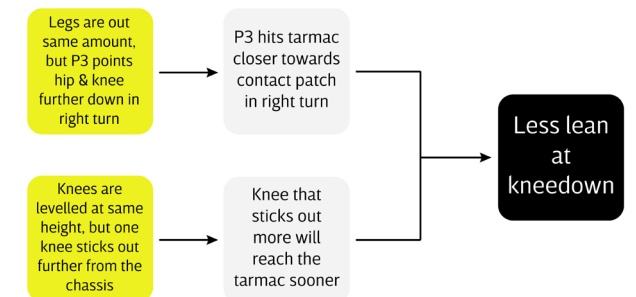 Legs are out
same amount,
but P3 points
hip & knee
further down in
right turn
P3 hits tarmac
closer towards
contact patch
in right turn
Knees are
levelled at same
height, but one
knee sticks out
further from the
chassis
Knee that
sticks out
more will
reach the
tarmac sooner
Less lean
at
kneedown